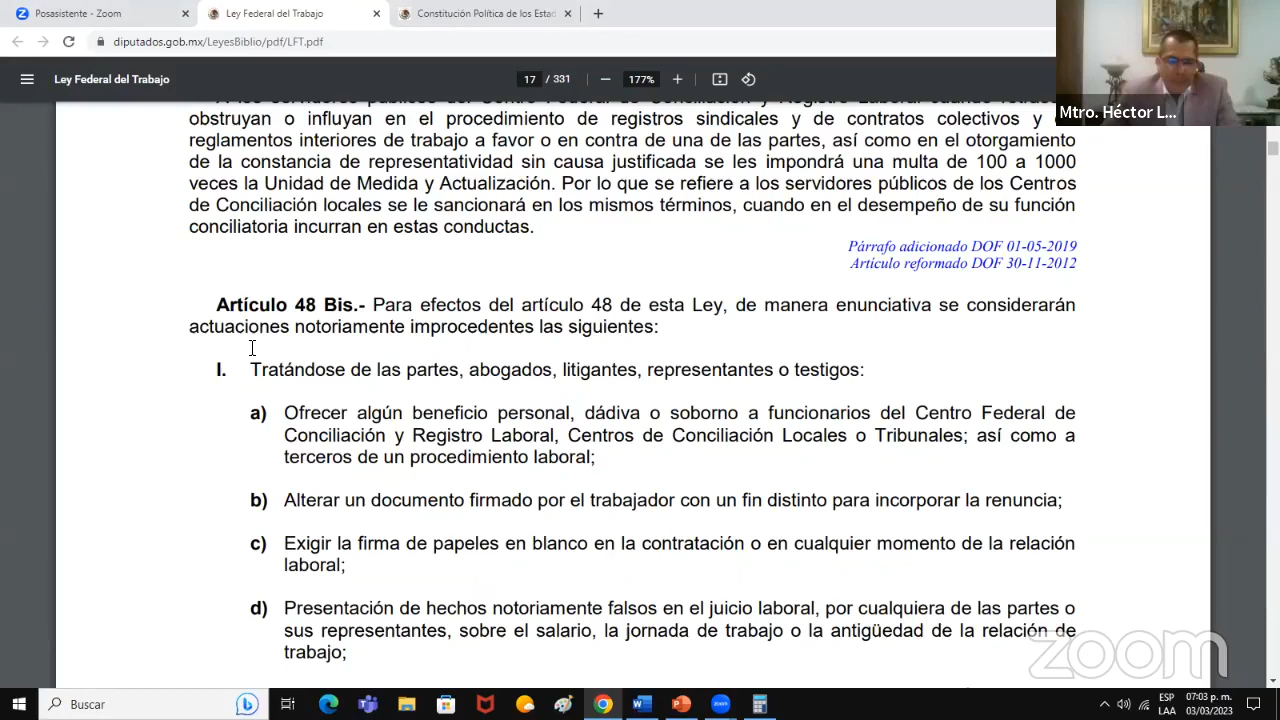 Posasistente - Zoom
Ley Federal del Trabajo
Constitución Política de los Estad
diputados.gob.mx/LeyesBiblio/pdf/LFT.pdf
Ley Federal del Trabajo
17 / 331
177%
Mtro. Héctor L...
obstruyan o influyan en el procedimiento de registros sindicales y de contratos colectivos y
reglamentos interiores de trabajo a favor o en contra de una de las partes, así como en el otorgamiento
de la constancia de representatividad sin causa justificada se les impondrá una multa de 100 a 1000
veces la Unidad de Medida y Actualización. Por lo que se refiere a los servidores públicos de los Centros
de Conciliación locales se le sancionará en los mismos términos, cuando en el desempeño de su función
conciliatoria incurran en estas conductas.
Párrafo adicionado DOF 01-05-2019
Artículo reformado DOF 30-11-2012
Artículo 48 Bis.- Para efectos del artículo 48 de esta Ley, de manera enunciativa se considerarán
actuaciones notoriamente improcedentes las siguientes:
I. Tratándose de las partes, abogados, litigantes, representantes o testigos:
a) Ofrecer algún beneficio personal, dádiva o soborno a funcionarios del Centro Federal de
Conciliación y Registro Laboral, Centros de Conciliación Locales o Tribunales; así como a
terceros de un procedimiento laboral;
b) Alterar un documento firmado por el trabajador con un fin distinto para incorporar la renuncia;
c) Exigir la firma de papeles en blanco en la contratación o en cualquier momento de la relación
laboral;
d) Presentación de hechos notoriamente falsos en el juicio laboral, por cualquiera de las partes o
sus representantes, sobre el salario, la jornada de trabajo o la antigüedad de la relación de
trabajo;
zoom
Buscar
ESP
LAA
07:03 p. m.
03/03/2023